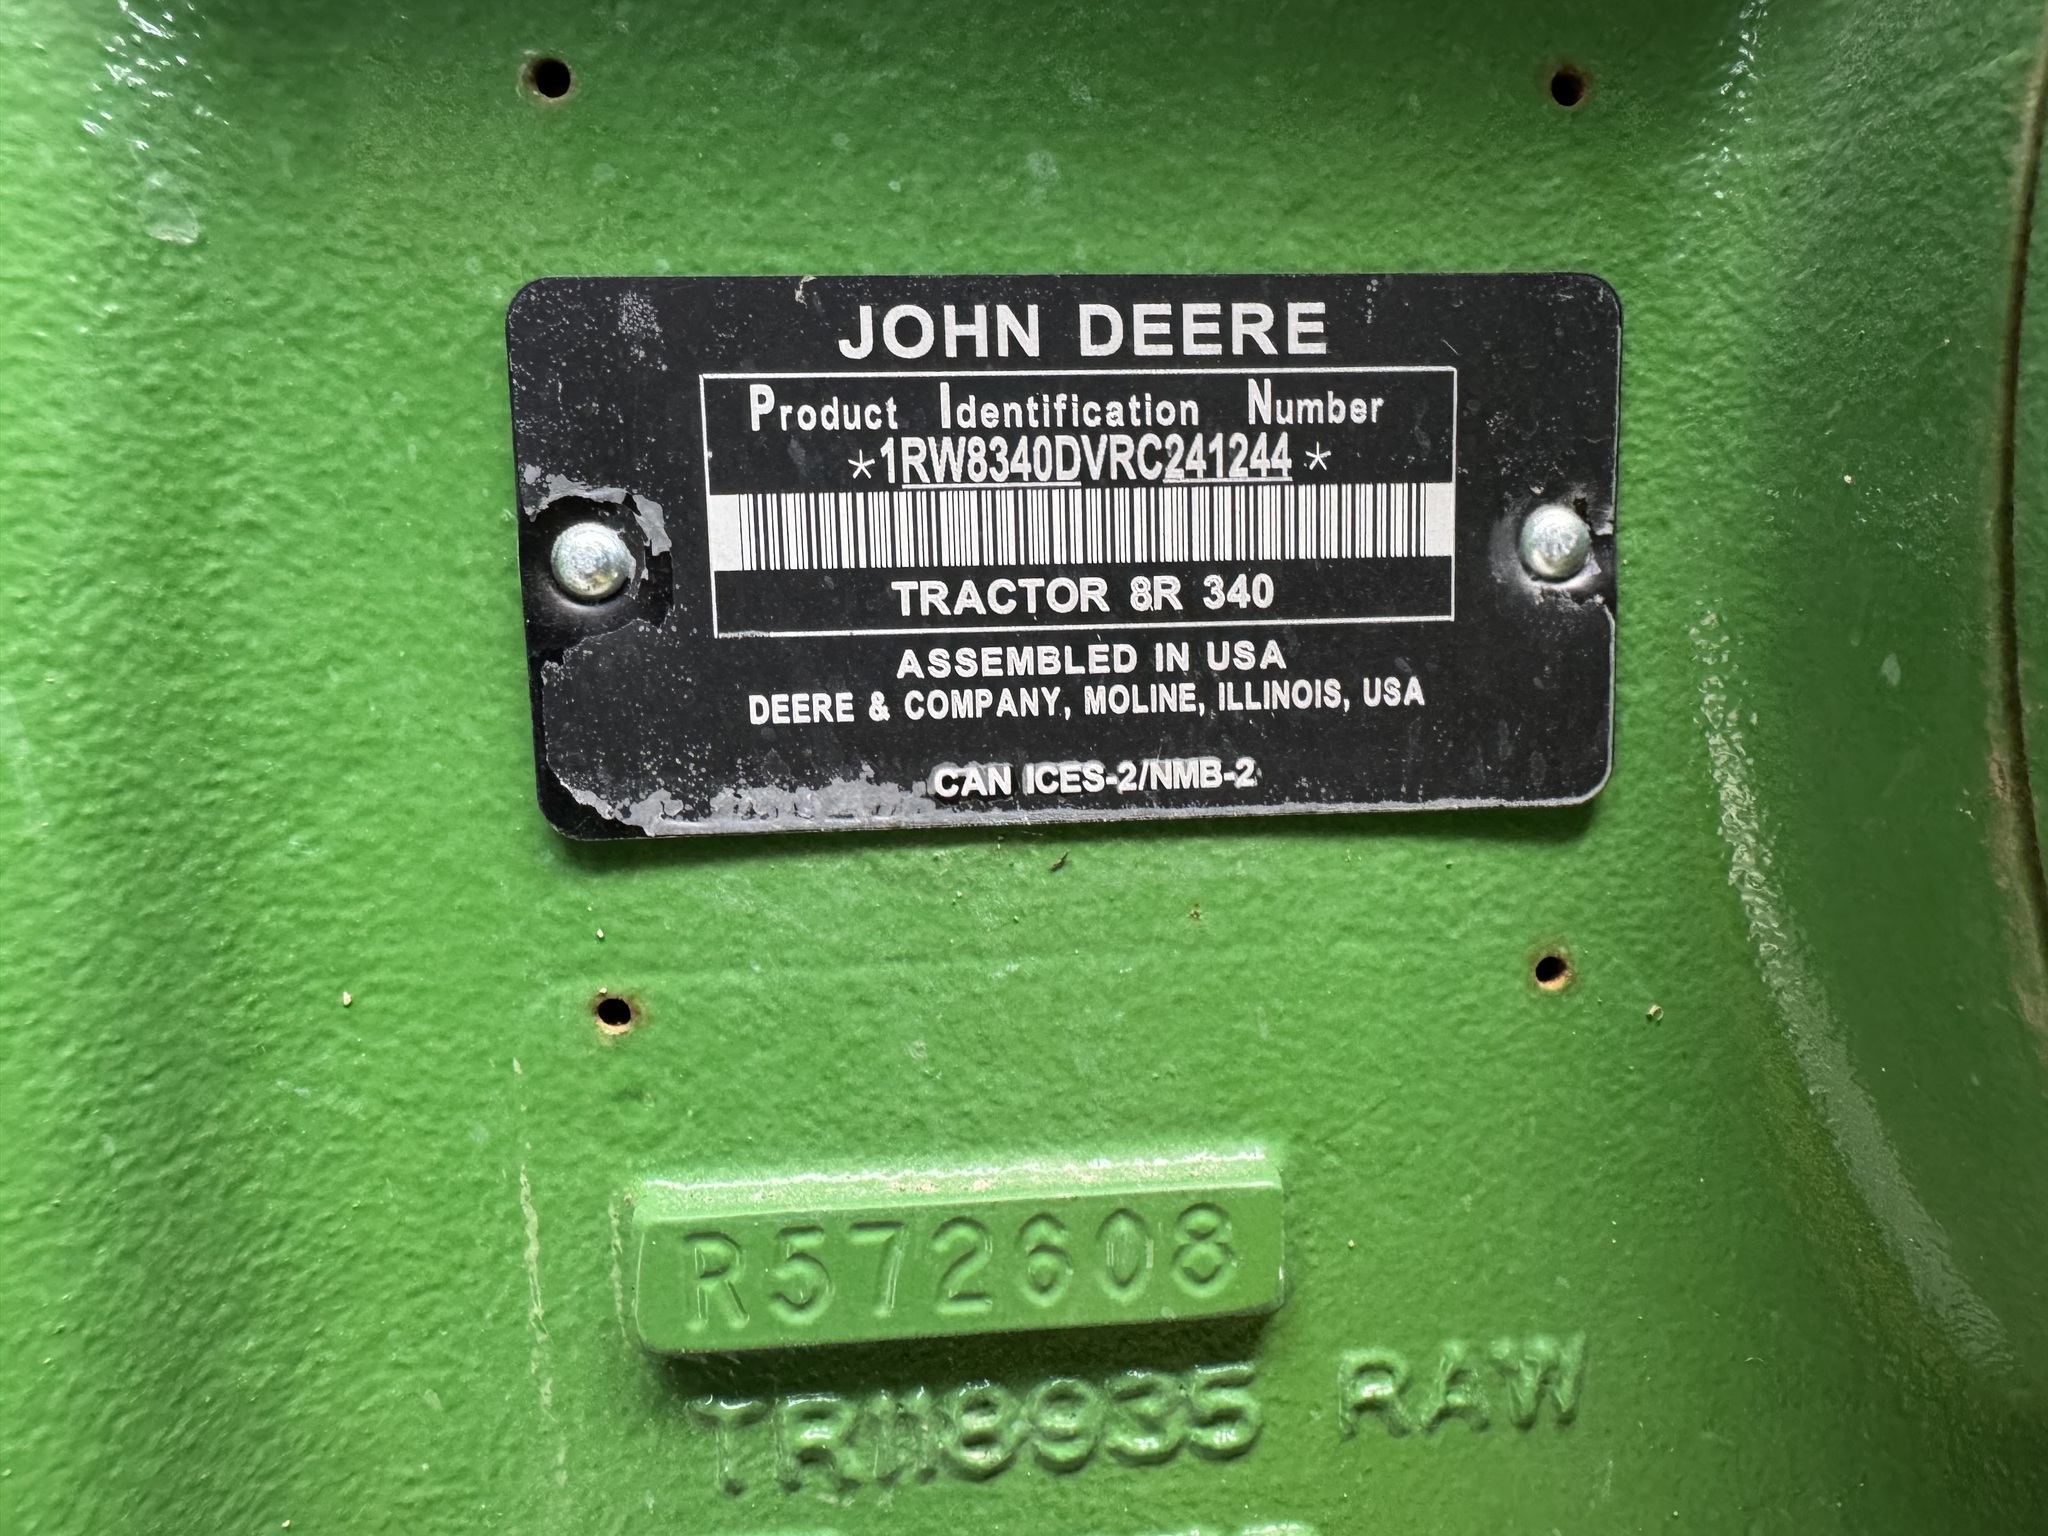 JOHN DEERE
Product Identification Number
*1RW8340DVRC241244*
TRACTOR 8R 340
ASSEMBLED IN USA
DEERE & COMPANY, MOLINE, ILLINOIS, USA
CAN ICES-2/NMB-2
R572608
RAW